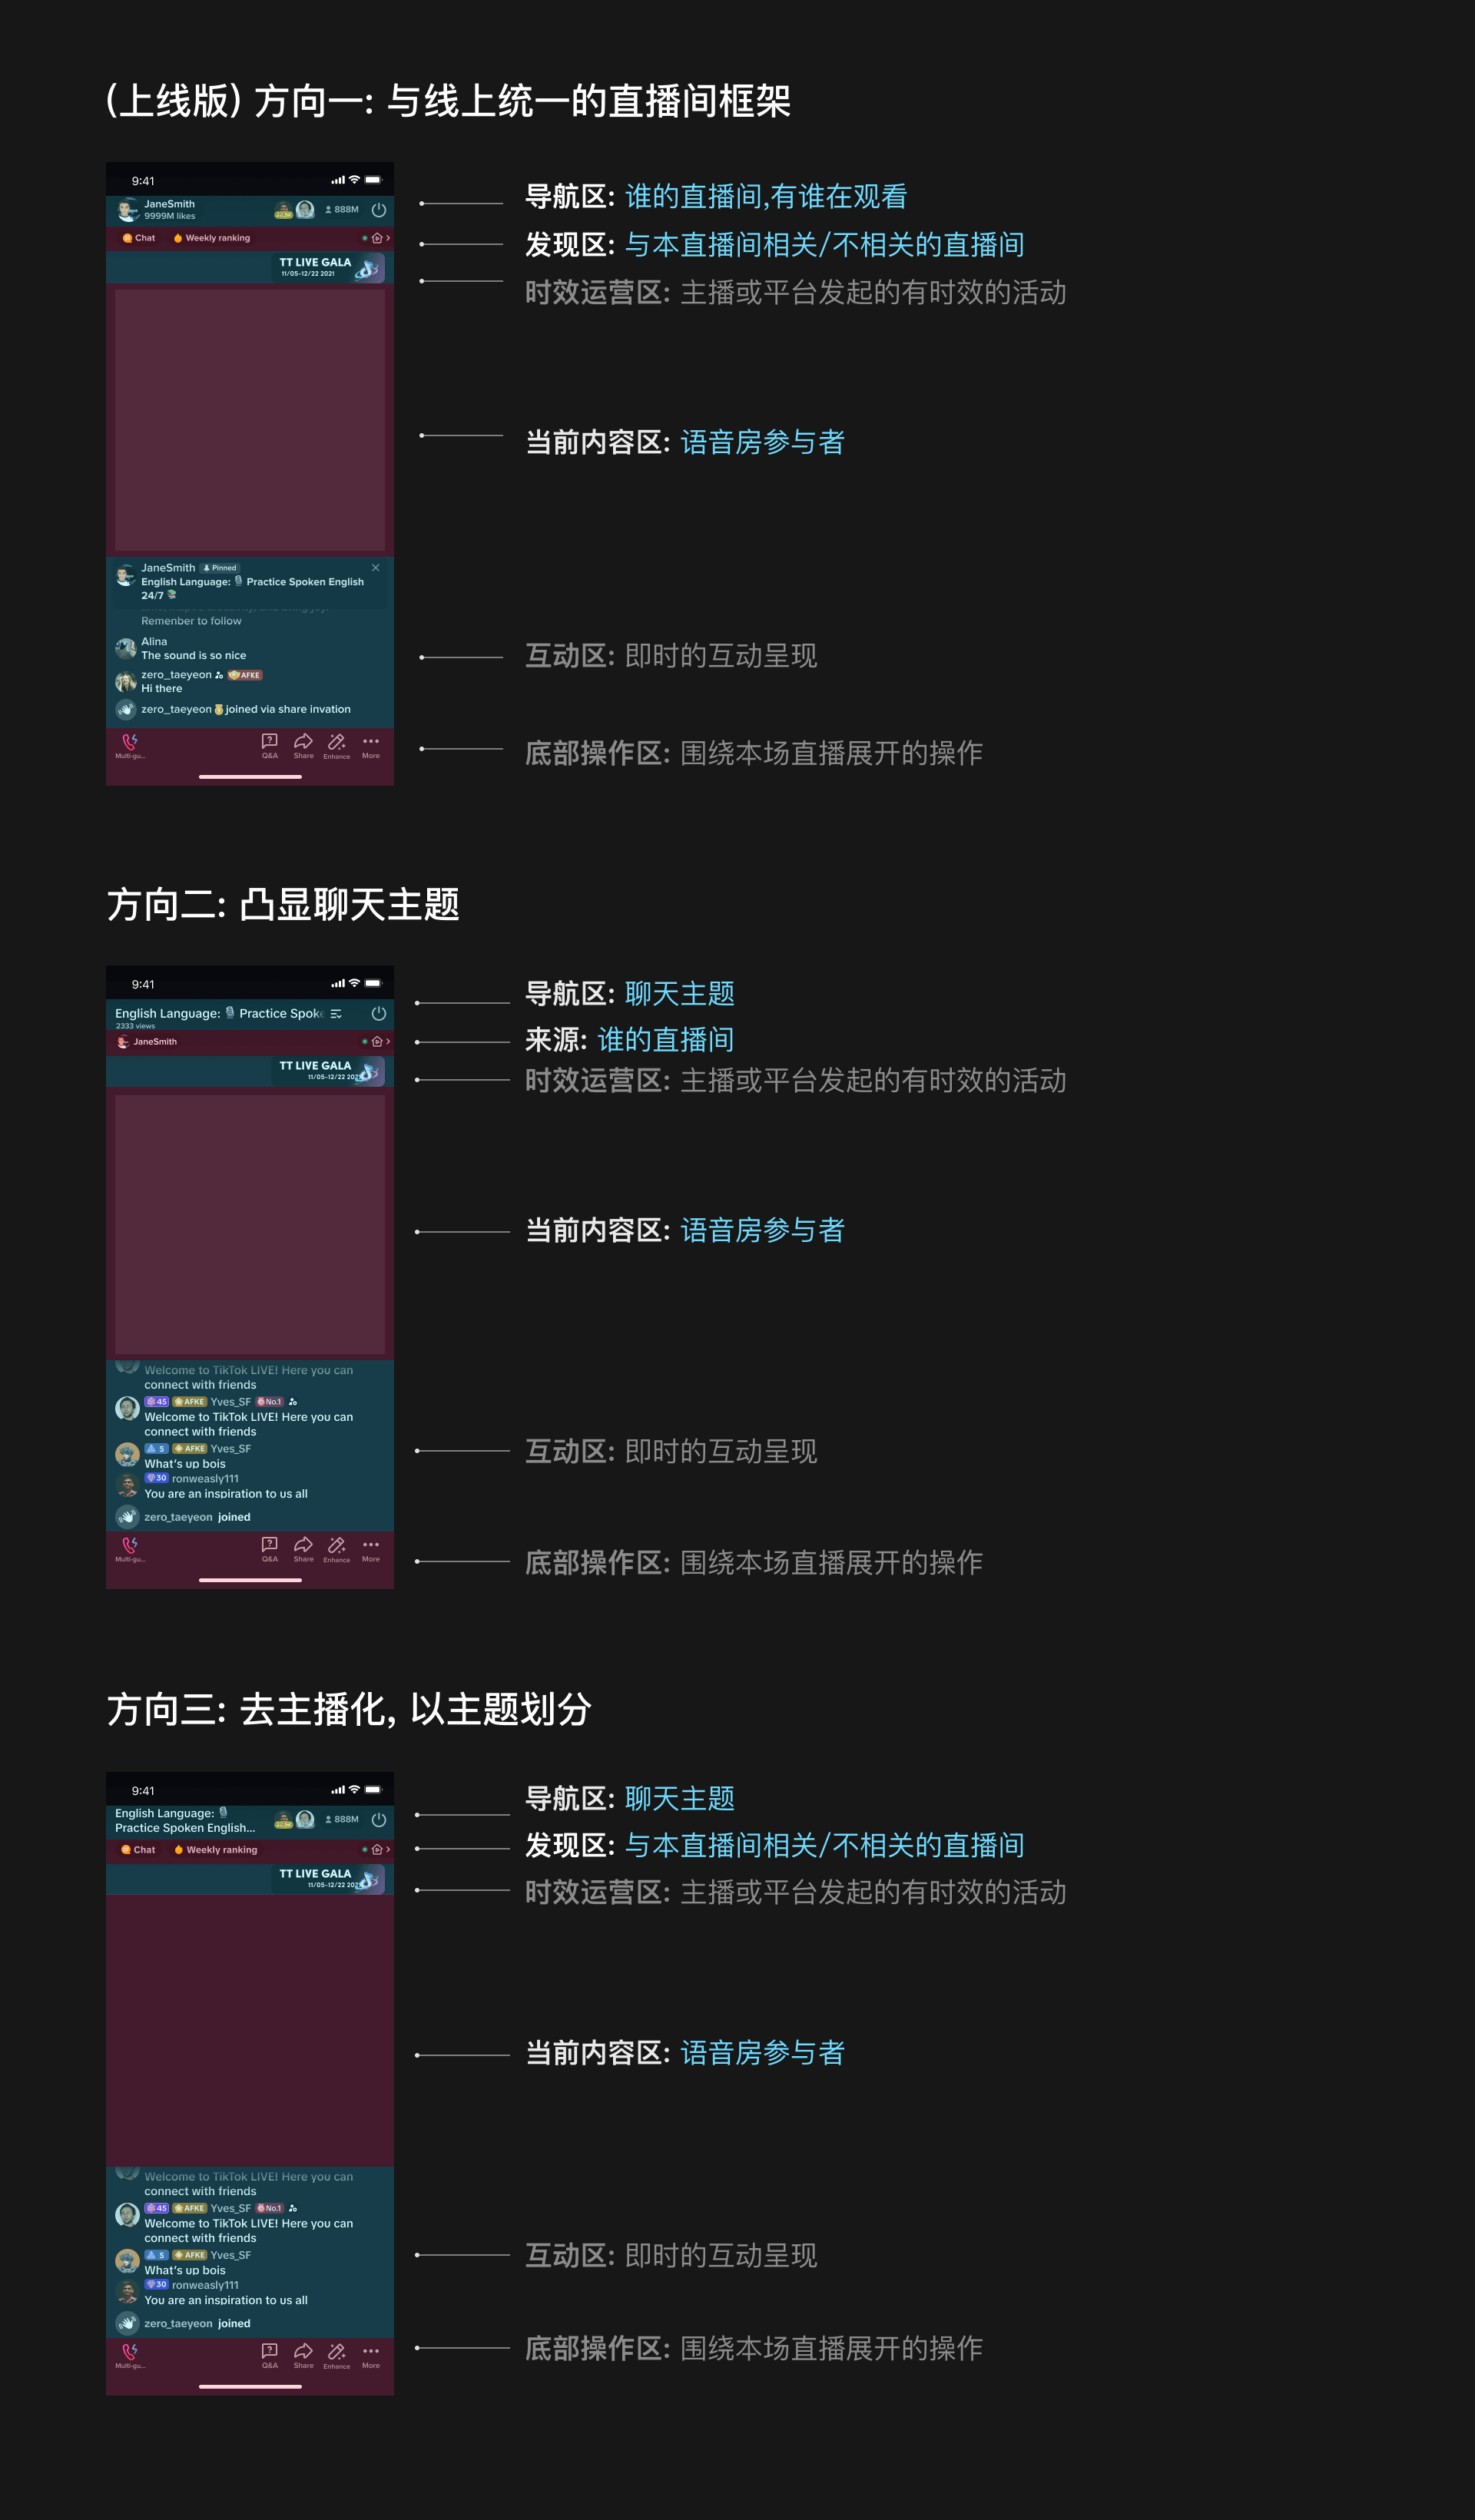 (上线版) 方向一: 与线上统一的直播间框架
9:41
JaneSmith
9999M likes
888M
Chat
Weekly ranking
TT LIVE GALA
11/05-12/22 2021
JaneSmith Pinned
English Language: 🎙 Practice Spoken English
24/7
Remenber to follow
Alina
The sound is so nice
zero_taeyeon AFKE
Hi there
zero_taeyeon joined via share invation
Multi-gu...
Q&A
Share
Enhance
More
导航区: 谁的直播间,有谁在观看
发现区: 与本直播间相关/不相关的直播间
时效运营区: 主播或平台发起的有时效的活动
当前内容区: 语音房参与者
互动区: 即时的互动呈现
底部操作区: 围绕本场直播展开的操作
方向二: 凸显聊天主题
9:41
English Language: 🎙 Practice Spoke
2333 views
JaneSmith
TT LIVE GALA
11/05-12/22 202
Welcome to TikTok LIVE! Here you can
connect with friends
45 AFKE Yves_SF No.1
Welcome to TikTok LIVE! Here you can
connect with friends
5 AFKE Yves_SF
What's up bois
30 ronweasly111
You are an inspiration to us all
zero_taeyeon joined
Multi-gu...
Q&A
Share
Enhance
More
导航区: 聊天主题
来源: 谁的直播间
时效运营区: 主播或平台发起的有时效的活动
当前内容区: 语音房参与者
互动区: 即时的互动呈现
底部操作区: 围绕本场直播展开的操作
方向三: 去主播化, 以主题划分
9:41
English Language: 🎙
Practice Spoken English...
888M
Chat
Weekly ranking
TT LIVE GALA
11/05-12/22 202
Welcome to TikTok LIVE! Here you can
connect with friends
45 AFKE Yves_SF No.1
Welcome to TikTok LIVE! Here you can
connect with friends
5 AFKE Yves_SF
What's up bois
30 ronweasly111
You are an inspiration to us all
zero_taeyeon joined
Multi-gu...
Q&A
Share
Enhance
More
导航区: 聊天主题
发现区: 与本直播间相关/不相关的直播间
时效运营区: 主播或平台发起的有时效的活动
当前内容区: 语音房参与者
互动区: 即时的互动呈现
底部操作区: 围绕本场直播展开的操作